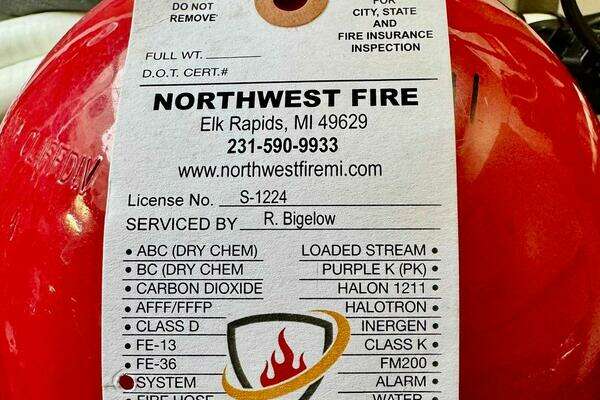 DO NOT
REMOVE
FOR
CITY, STATE
AND
FIRE INSURANCE
INSPECTION
FULL WT.
D.O.T. CERT.#
NORTHWEST FIRE
Elk Rapids, MI 49629
231-590-9933
www.northwestfiremi.com
License No. S-1224
SERVICED BY R. Bigelow
• ABC (DRY CHEM) LOADED STREAM •
• BC (DRY CHEM PURPLE K (PK) •
• CARBON DIOXIDE HALON 1211 •
• AFFF/FFFP HALOTRON •
• CLASS D INERGEN •
• FE-13 CLASS K •
• FE-36 FM200 •
• SYSTEM ALARM •
• FIRE HOSE WATER •